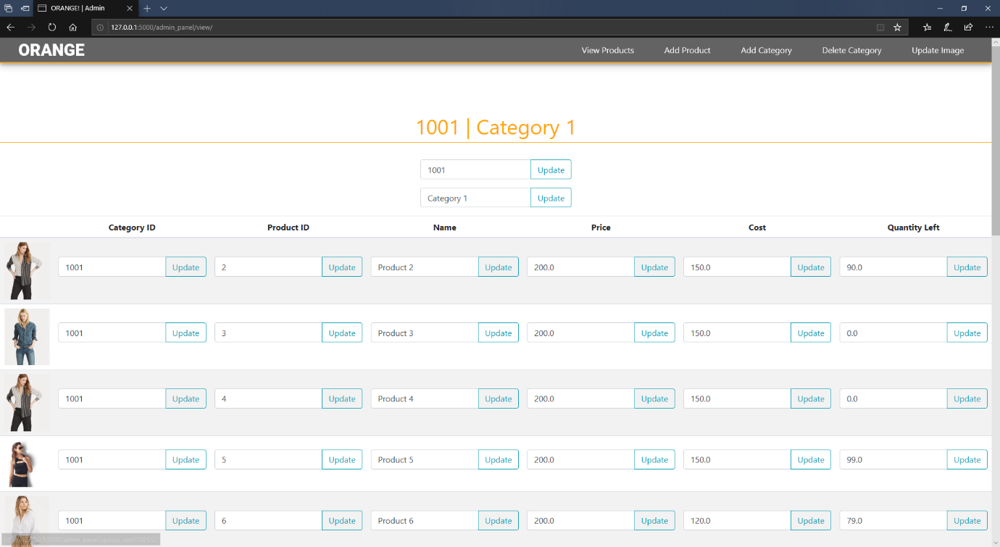 ORANGE! | Admin
127.0.0.1:5000/admin_panel/view/
ORANGE View Products Add Product Add Category Delete Category Update Image
1001 | Category 1
1001 Update
Category 1 Update
Category ID Product ID Name Price Cost Quantity Left
1001 Update 2 Update Product 2 Update 200.0 Update 150.0 Update 90.0 Update
1001 Update 3 Update Product 3 Update 200.0 Update 150.0 Update 0.0 Update
1001 Update 4 Update Product 4 Update 200.0 Update 150.0 Update 0.0 Update
1001 Update 5 Update Product 5 Update 200.0 Update 150.0 Update 99.0 Update
1001 Update 6 Update Product 6 Update 200.0 Update 120.0 Update 79.0 Update